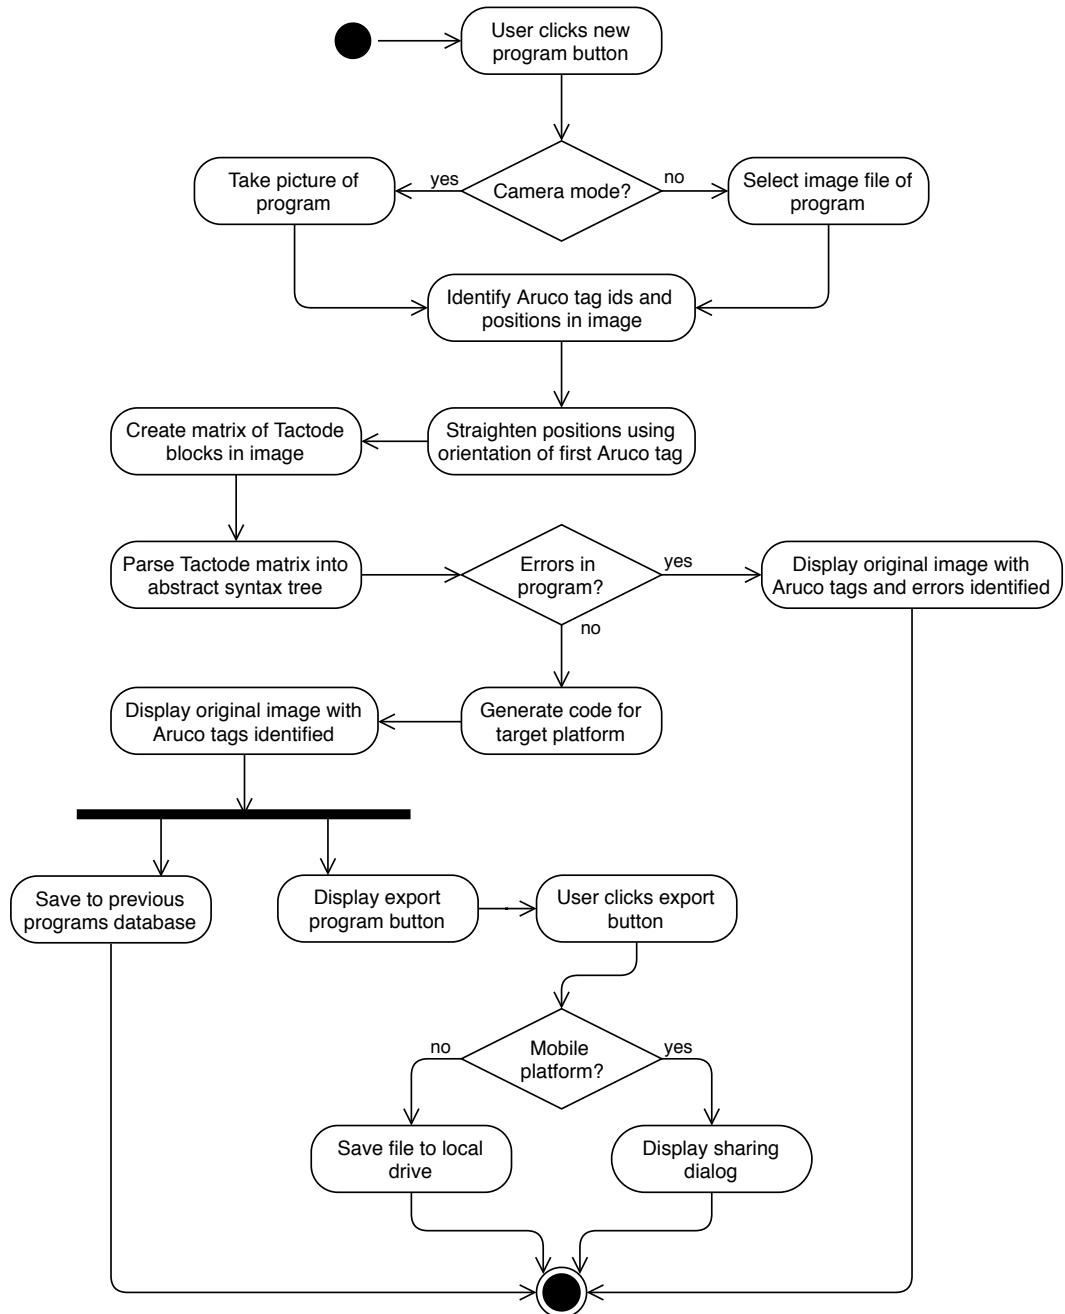 User clicks new
program button
yes
Camera mode?
no
Take picture of
program
Select image file of
program
Identify Aruco tag ids and
positions in image
Create matrix of Tactode
blocks in image
Straighten positions using
orientation of first Aruco tag
Parse Tactode matrix into
abstract syntax tree
Errors in
program?
yes
no
Display original image with
Aruco tags and errors identified
Display original image with
Aruco tags identified
Generate code for
target platform
Save to previous
programs database
Display export
program button
User clicks export
button
no
Mobile
platform?
yes
Save file to local
drive
Display sharing
dialog